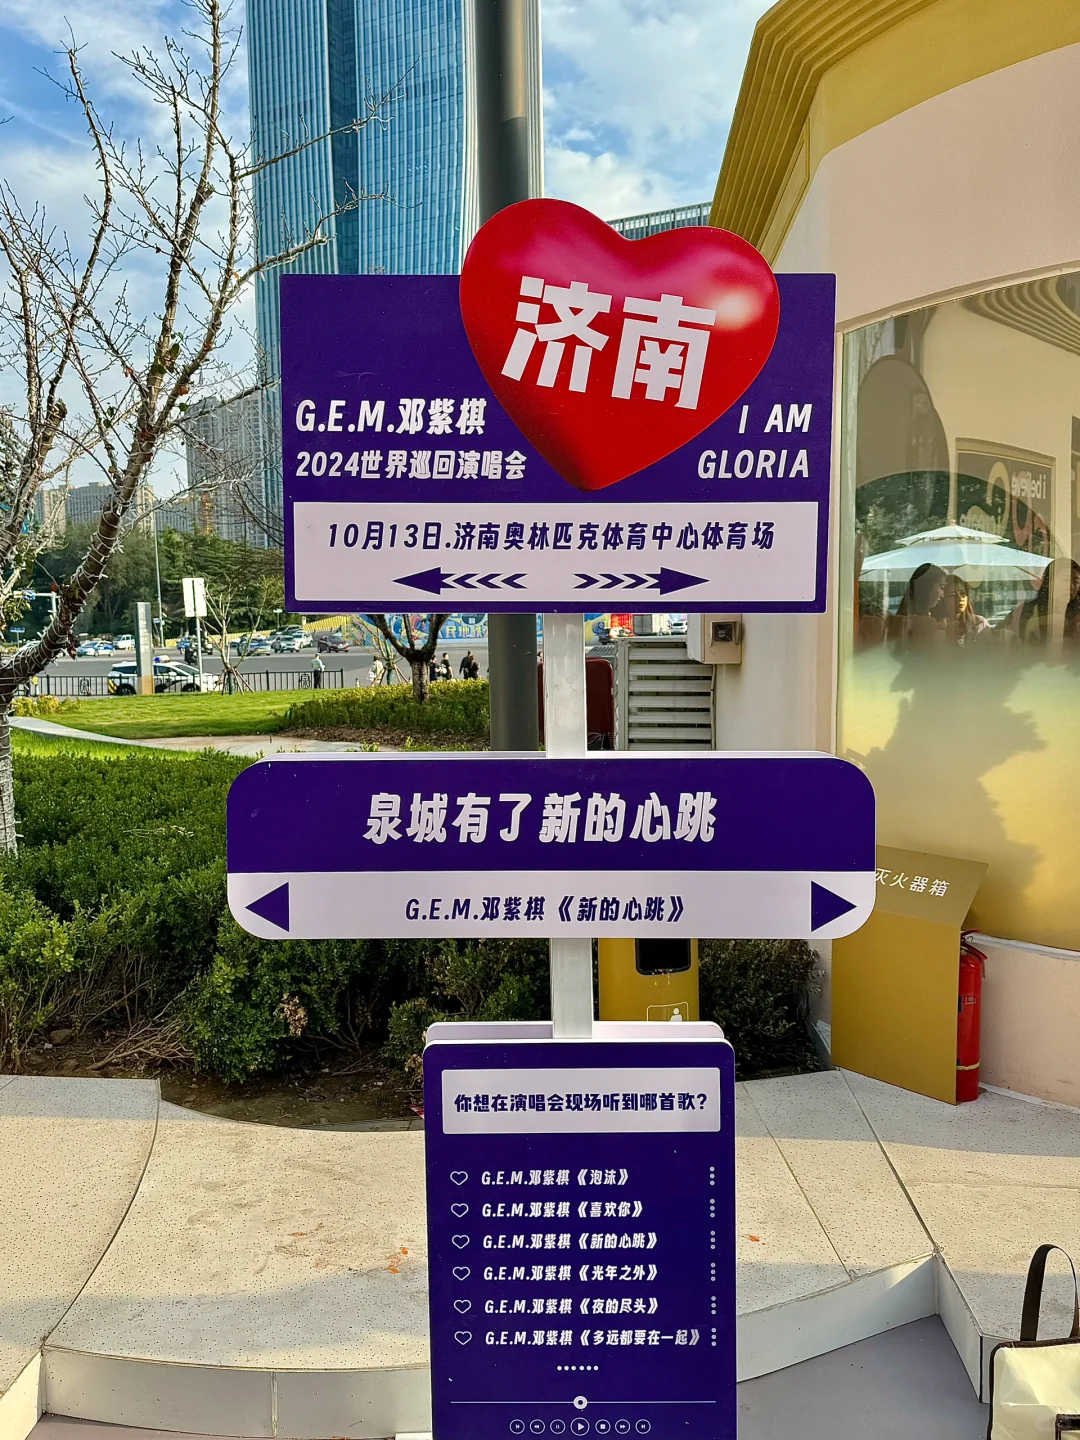 济南
G.E.M.邓紫棋
2024世界巡回演唱会
I AM
GLORIA
10月13日.济南奥林匹克体育中心体育场
泉城有了新的心跳
G.E.M.邓紫棋《新的心跳》
灭火器箱
你想在演唱会现场听到哪首歌?
G.E.M.邓紫棋《泡沫》
G.E.M.邓紫棋《喜欢你》
G.E.M.邓紫棋《新的心跳》
G.E.M.邓紫棋《光年之外》
G.E.M.邓紫棋《夜的尽头》
G.E.M.邓紫棋《多远都要在一起》
······